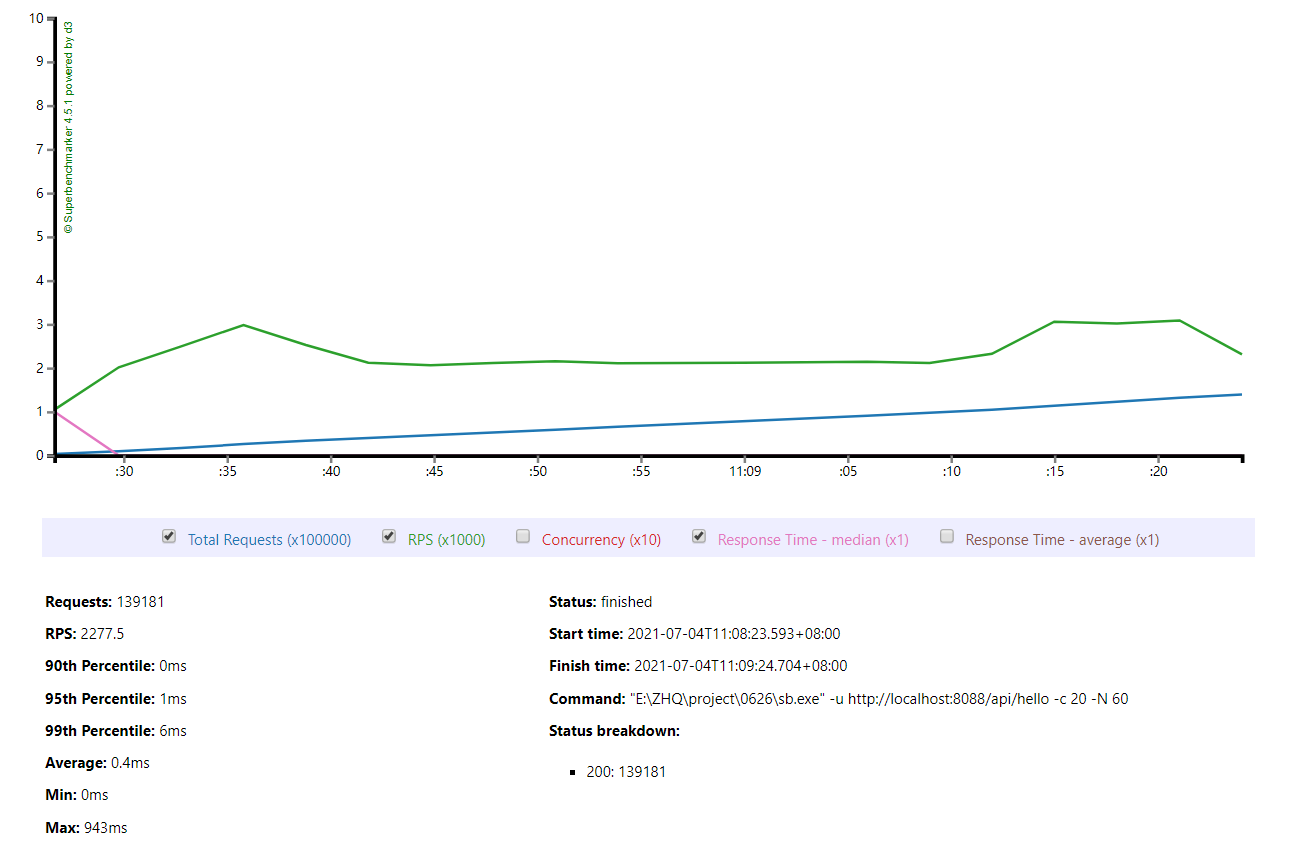 10
9
8
7
6
5
4
3
2
1
0
©Superbenchmarker 4.5.1 powered by d3
:30 :35 :40 :45 :50 :55 11:09 :05 :10 :15 :20
Total Requests (x100000) RPS (x1000) Concurrency (x10) Response Time - median (x1) Response Time - average (x1)
Requests: 139181
RPS: 2277.5
90th Percentile: 0ms
95th Percentile: 1ms
99th Percentile: 6ms
Average: 0.4ms
Min: 0ms
Max: 943ms
Status: finished
Start time: 2021-07-04T11:08:23.593+08:00
Finish time: 2021-07-04T11:09:24.704+08:00
Command: "E:\ZHQ\project\0626\sb.exe" -u http://localhost:8088/api/hello -c 20 -N 60
Status breakdown:
200: 139181